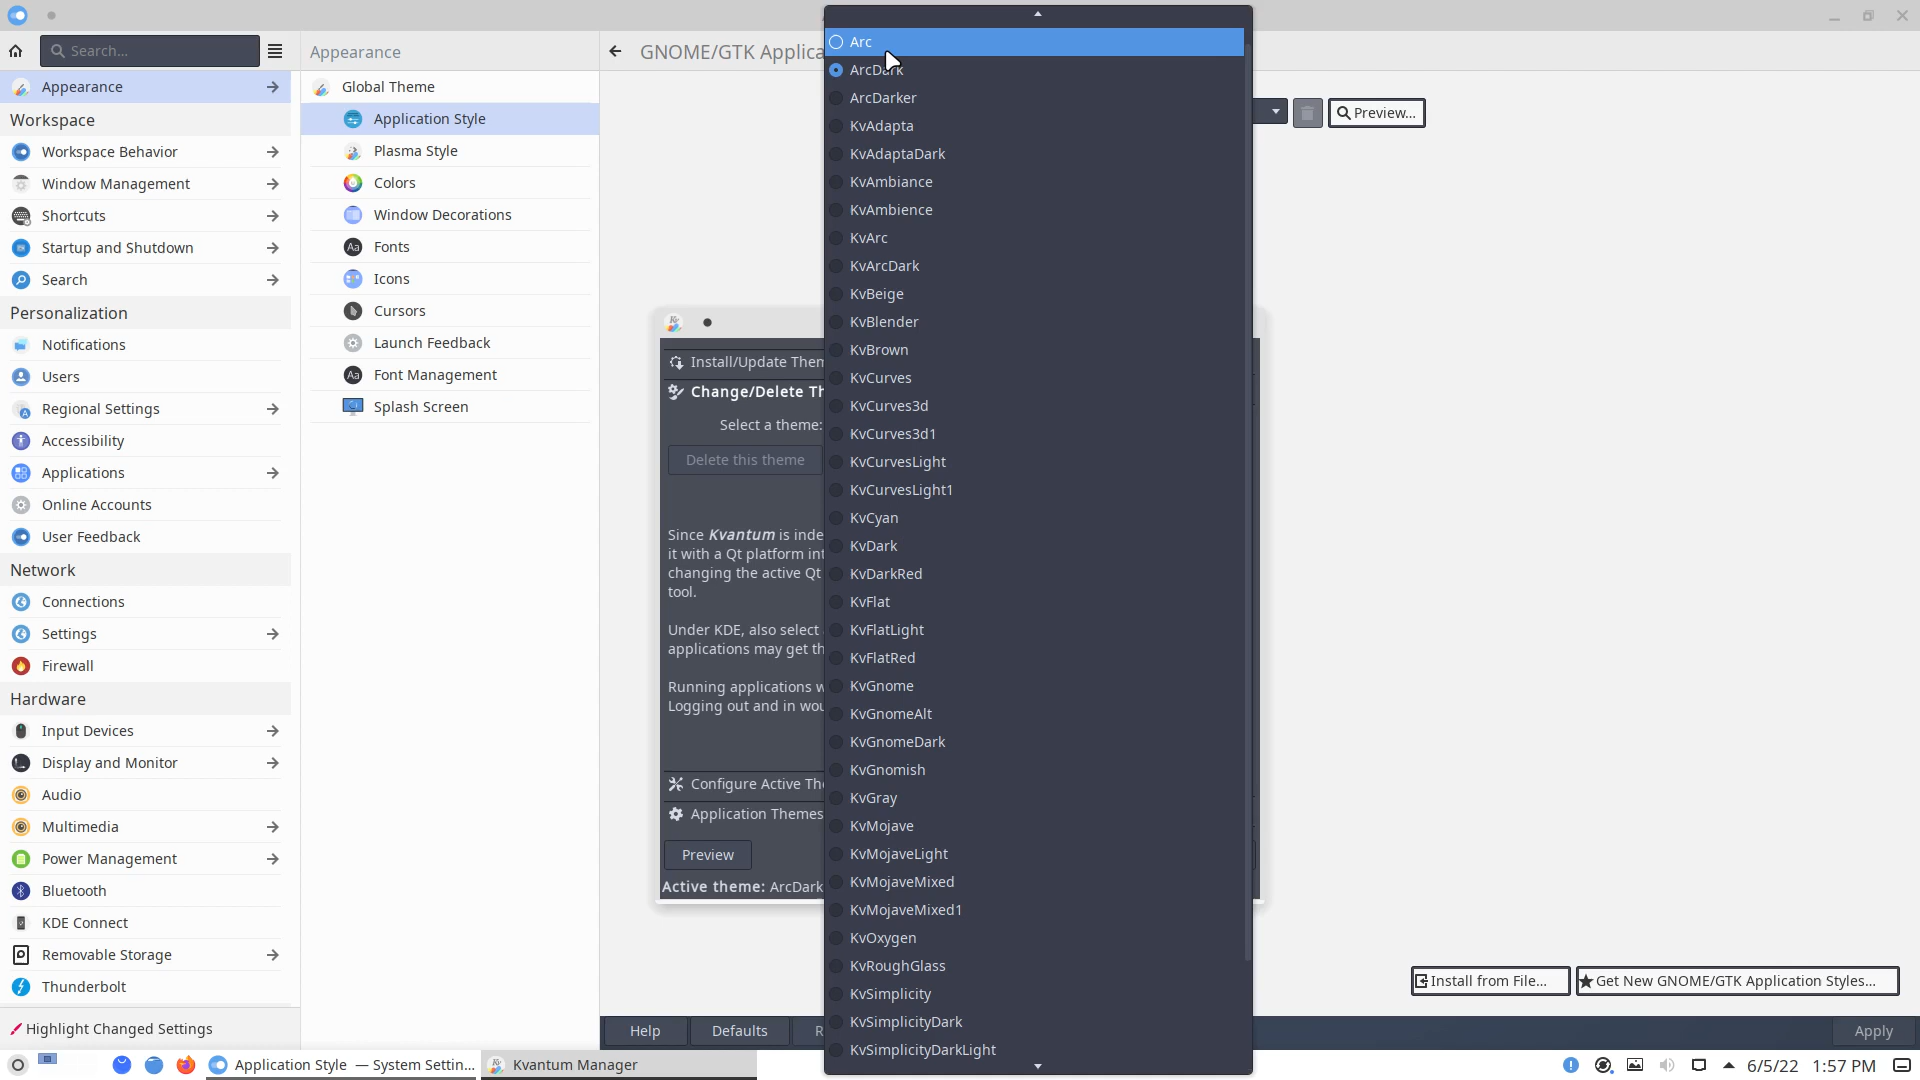 Search...
Appearance
Workspace
Workspace Behavior
Window Management
Shortcuts
Startup and Shutdown
Search
Personalization
Notifications
Users
Regional Settings
Accessibility
Applications
Online Accounts
User Feedback
Network
Connections
Settings
Firewall
Hardware
Input Devices
Display and Monitor
Audio
Multimedia
Power Management
Bluetooth
KDE Connect
Removable Storage
Thunderbolt
Highlight Changed Settings
Appearance
Global Theme
Application Style
Plasma Style
Colors
Window Decorations
Fonts
Icons
Cursors
Launch Feedback
Font Management
Splash Screen
GNOME/GTK Applica
Preview...
Install/Update Them
Change/Delete Th
Select a theme:
Delete this theme
Since Kvantum is inde
it with a Qt platform int
changing the active Qt
tool.
Under KDE, also select
applications may get th
Running applications w
Logging out and in wou
Configure Active The
Application Themes
Preview
Active theme: ArcDark
Arc
ArcDark
ArcDarker
KvAdapta
KvAdaptaDark
KvAmbiance
KvAmbience
KvArc
KvArcDark
KvBeige
KvBlender
KvBrown
KvCurves
KvCurves3d
KvCurves3d1
KvCurvesLight
KvCurvesLight1
KvCyan
KvDark
KvDarkRed
KvFlat
KvFlatLight
KvFlatRed
KvGnome
KvGnomeAlt
KvGnomeDark
KvGnomish
KvGray
KvMojave
KvMojaveLight
KvMojaveMixed
KvMojaveMixed1
KvOxygen
KvRoughGlass
KvSimplicity
KvSimplicityDark
KvSimplicityDarkLight
Install from File...
Get New GNOME/GTK Application Styles...
Help
Defaults
R
Apply
Application Style — System Settin...
Kvantum Manager
6/5/22
1:57 PM